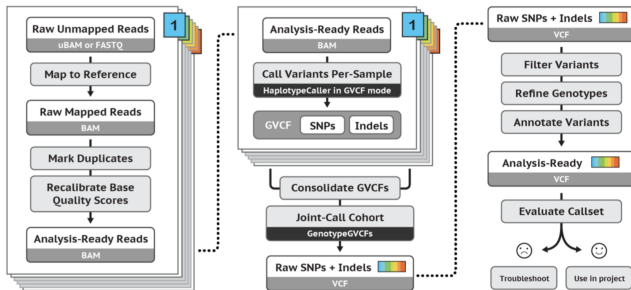 1
Raw Unmapped Reads
uBAM or FASTQ
Map to Reference
Raw Mapped Reads
BAM
Mark Duplicates
Recalibrate Base
Quality Scores
Analysis-Ready Reads
BAM
1
Analysis-Ready Reads
BAM
Call Variants Per-Sample
HaplotypeCaller in GVCF mode
GVCF SNPs Indels
Consolidate GVCFs
Joint-Call Cohort
GenotypeGVCFs
Raw SNPs + Indels
VCF
Raw SNPs + Indels
VCF
Filter Variants
Refine Genotypes
Annotate Variants
Analysis-Ready
VCF
Evaluate Callset
Troubleshoot
Use in project